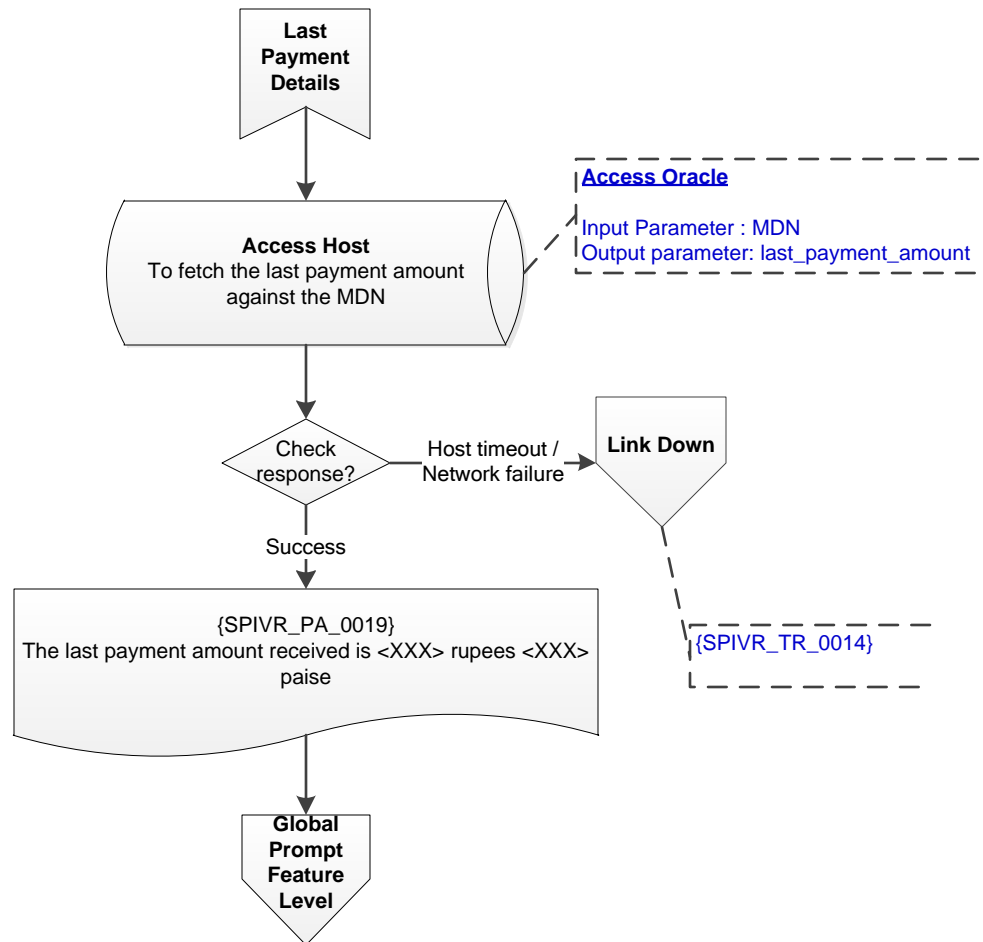 Last
Payment
Details
Access Oracle
Input Parameter : MDN
Output parameter: last_payment_amount
Access Host
To fetch the last payment amount
against the MDN
Check
response?
Host timeout /
Network failure
Link Down
Success
{SPIVR_PA_0019}
The last payment amount received is <XXX> rupees <XXX>
paise
{SPIVR_TR_0014}
Global
Prompt
Feature
Level